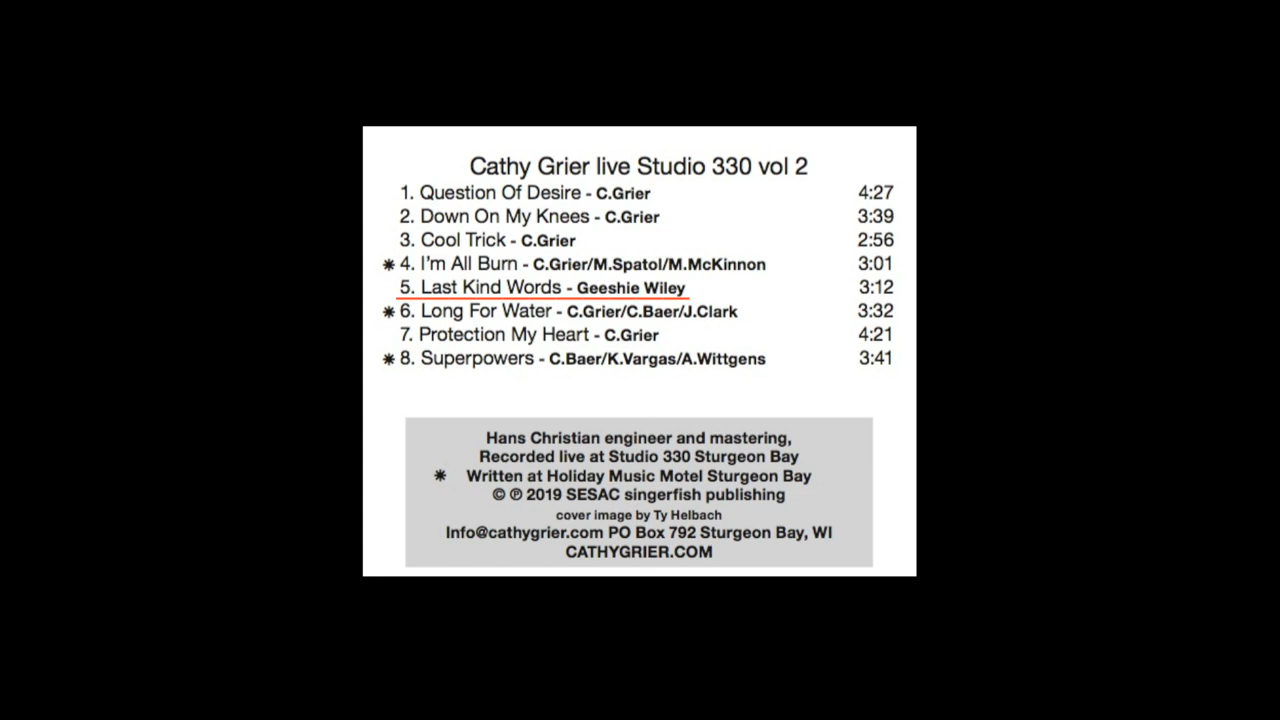 Cathy Grier live Studio 330 vol 2
1. Question Of Desire - C.Grier 4:27
2. Down On My Knees - C.Grier 3:39
3. Cool Trick - C.Grier 2:56
✷ 4. I'm All Burn - C.Grier/M.Spatol/M.McKinnon 3:01
5. Last Kind Words - Geeshie Wiley 3:12
✷ 6. Long For Water - C.Grier/C.Baer/J.Clark 3:32
7. Protection My Heart - C.Grier 4:21
✷ 8. Superpowers - C.Baer/K.Vargas/A.Wittgens 3:41
Hans Christian engineer and mastering,
Recorded live at Studio 330 Sturgeon Bay
✷ Written at Holiday Music Motel Sturgeon Bay
© ℗ 2019 SESAC singerfish publishing
cover image by Ty Helbach
Info@cathygrier.com PO Box 792 Sturgeon Bay, WI
CATHYGRIER.COM